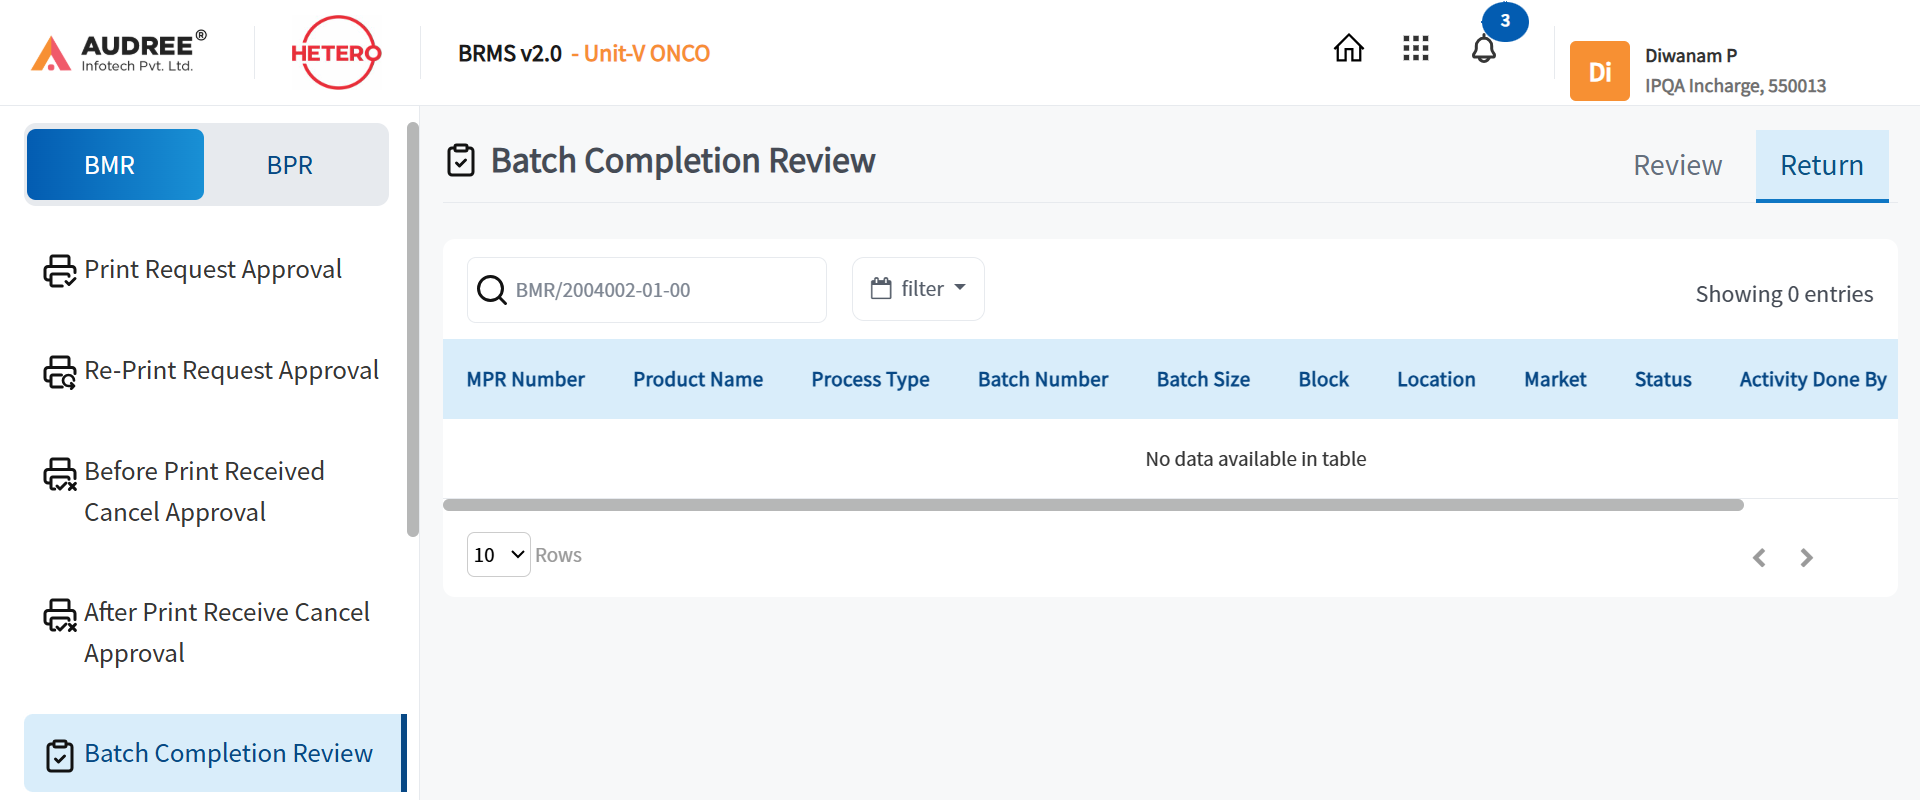 AUDREE®
Infotech Pvt. Ltd.
HETERO
BRMS v2.0 - Unit-V ONCO
3
Di
Diwanam P
IPQA Incharge, 550013
BMR
BPR
Print Request Approval
Re-Print Request Approval
Before Print Received
Cancel Approval
After Print Receive Cancel
Approval
Batch Completion Review
Batch Completion Review
Review
Return
BMR/2004002-01-00
filter
Showing 0 entries
MPR Number Product Name Process Type Batch Number Batch Size Block Location Market Status Activity Done By
No data available in table
10 Rows